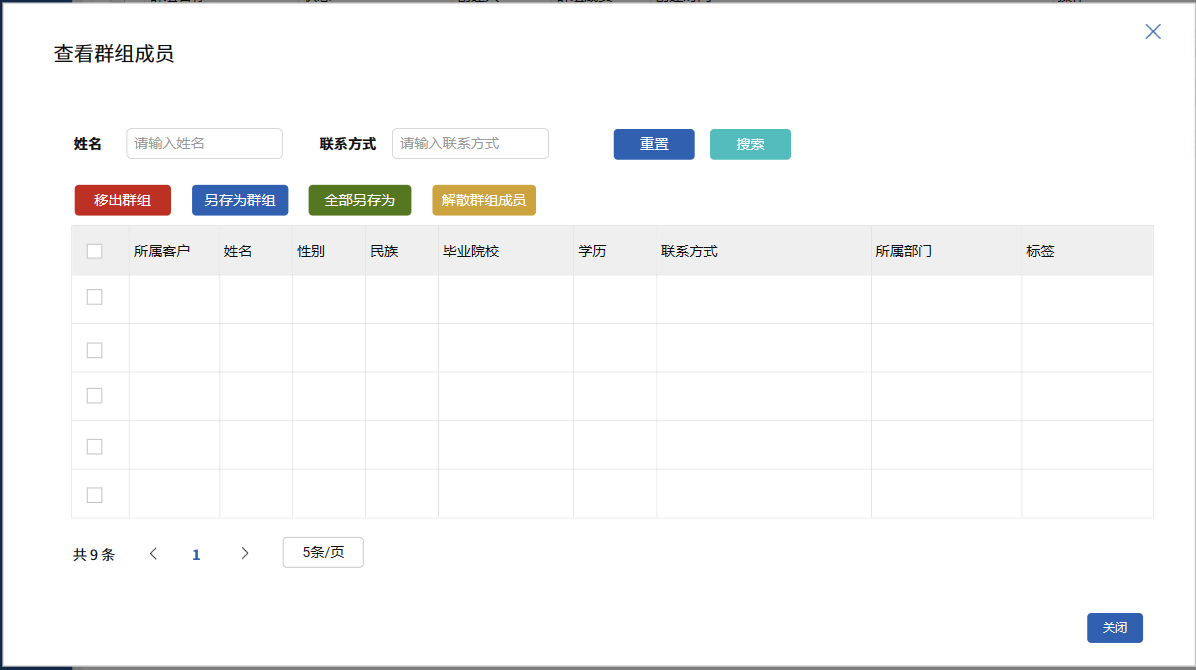 查看群组成员
姓名 请输入姓名 联系方式 请输入联系方式 重置 搜索
移出群组 另存为群组 全部另存为 解散群组成员
所属客户 姓名 性别 民族 毕业院校 学历 联系方式 所属部门 标签
共 9 条 1 5条/页
关闭